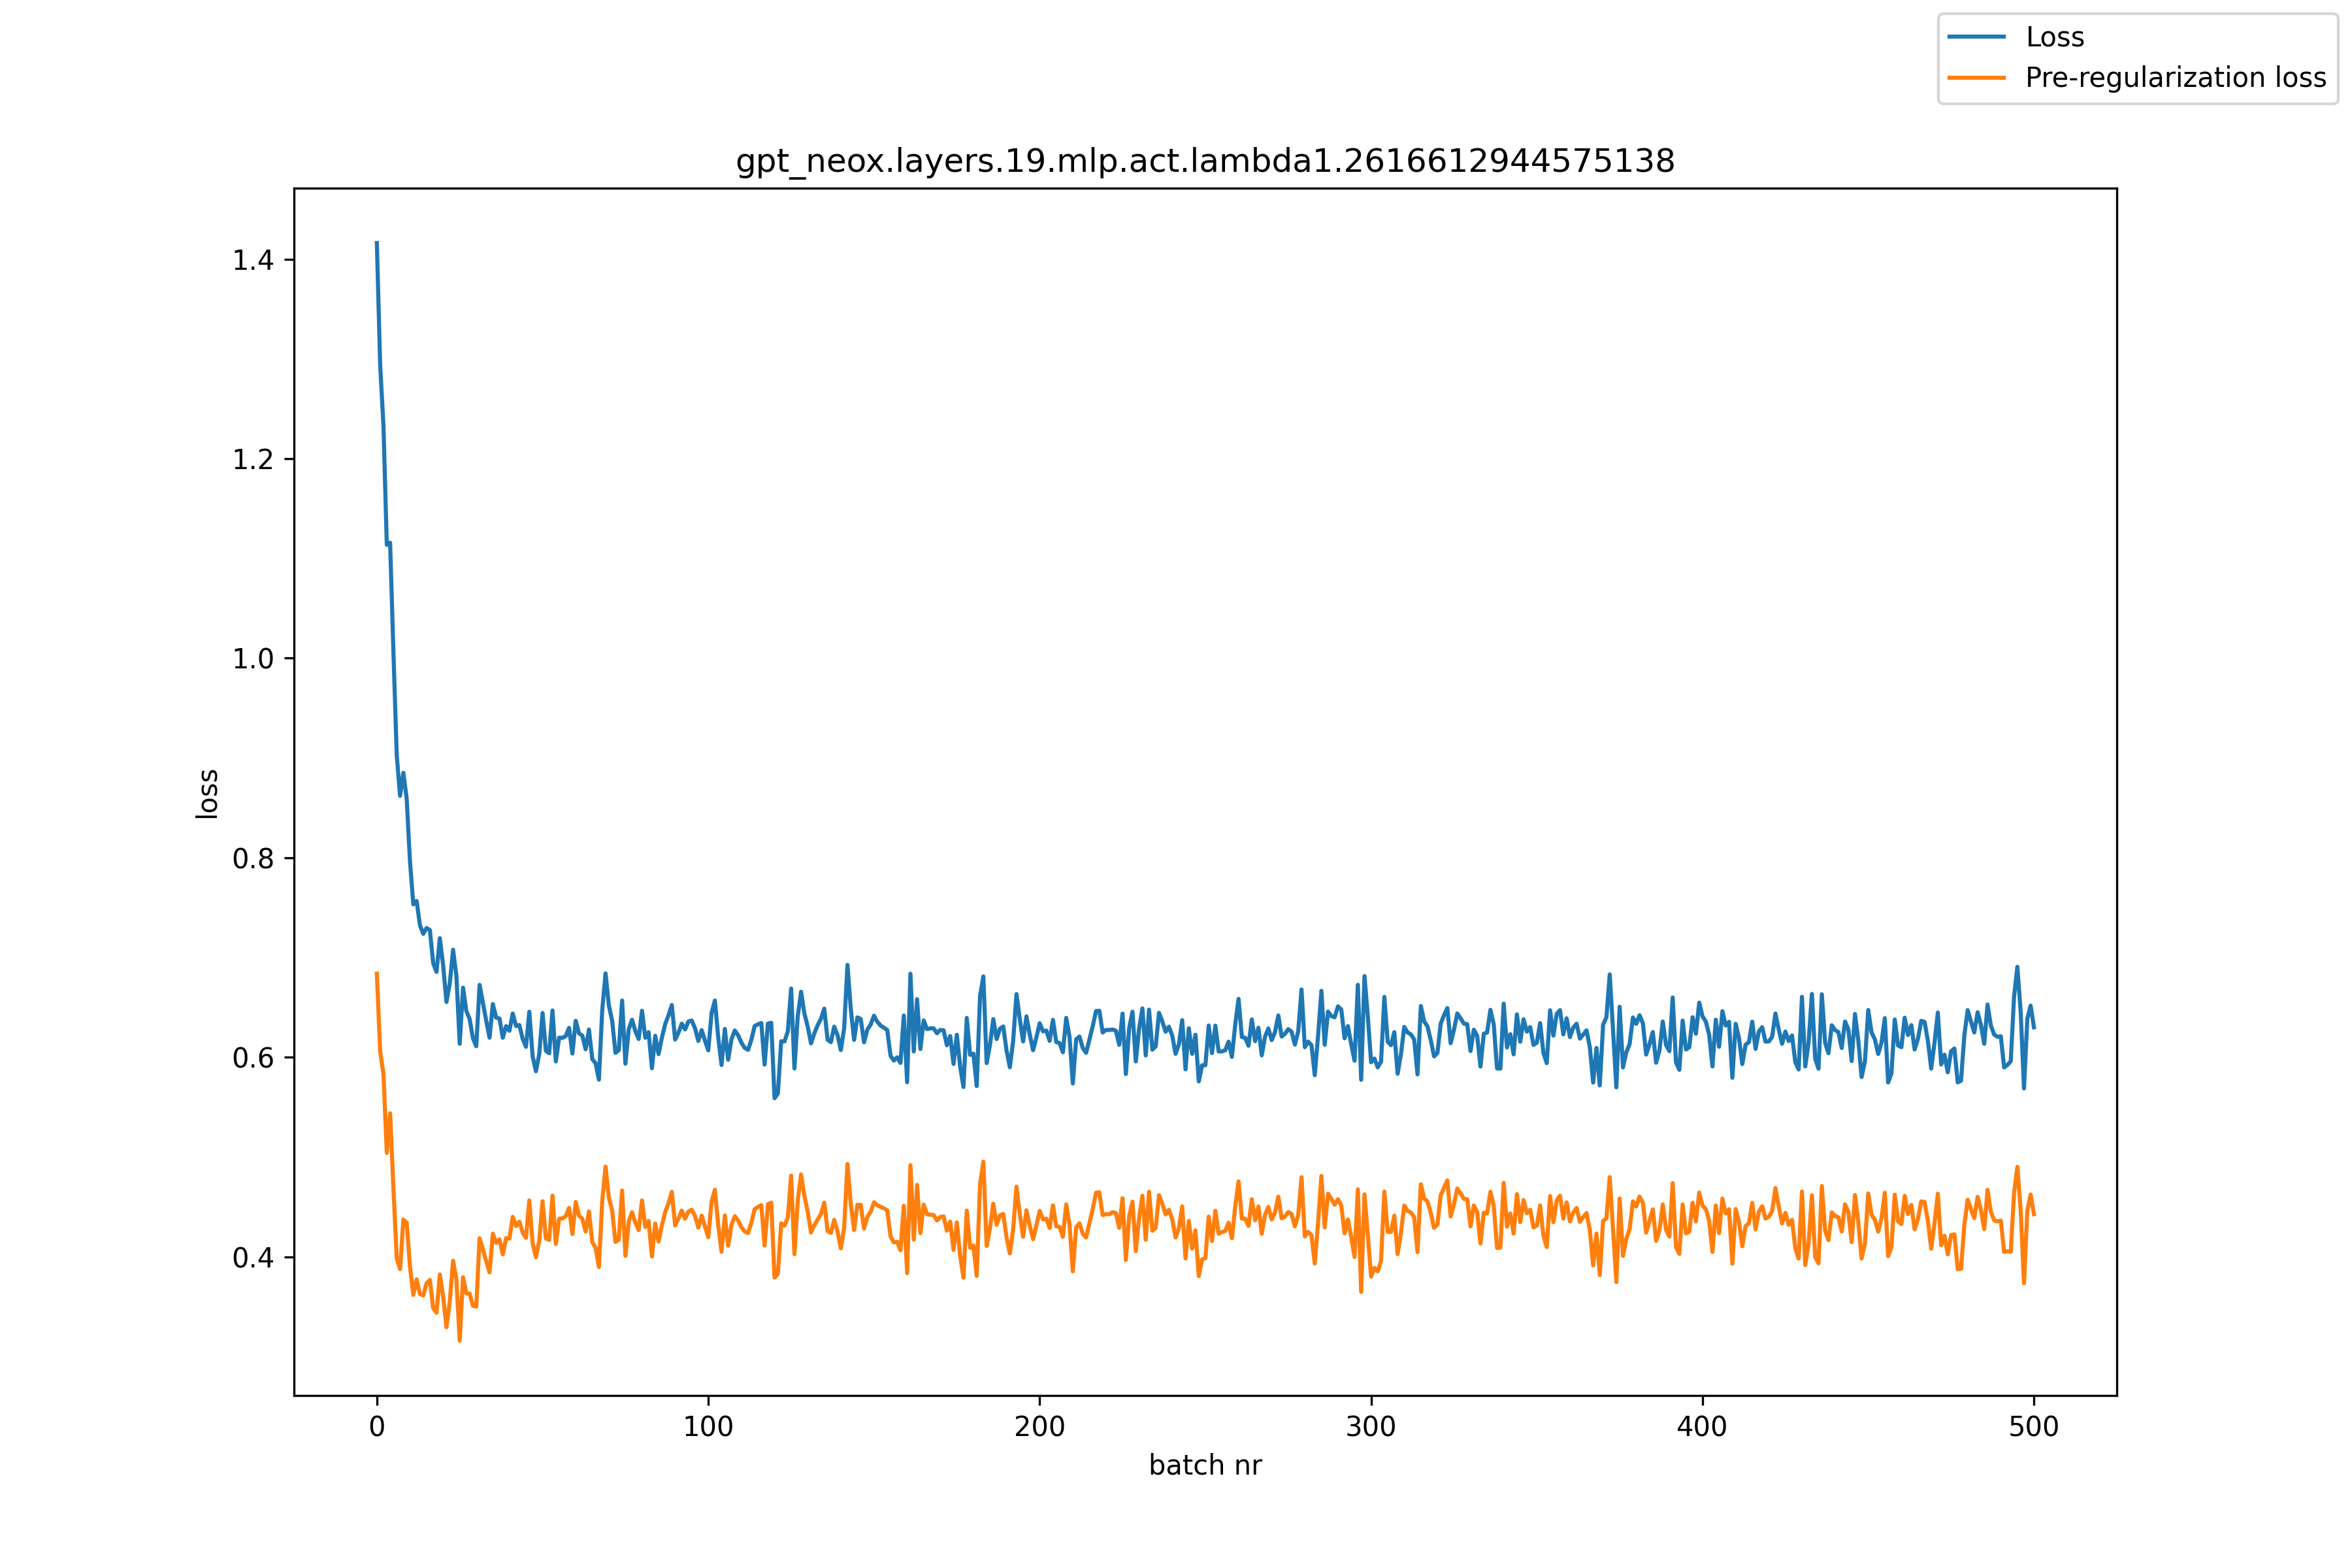 Loss
Pre-regularization loss
gpt_neox.layers.19.mlp.act.lambda1.2616612944575138
1.4
1.2
1.0
0.8
0.6
0.4
loss
0
100
200
300
400
500
batch nr